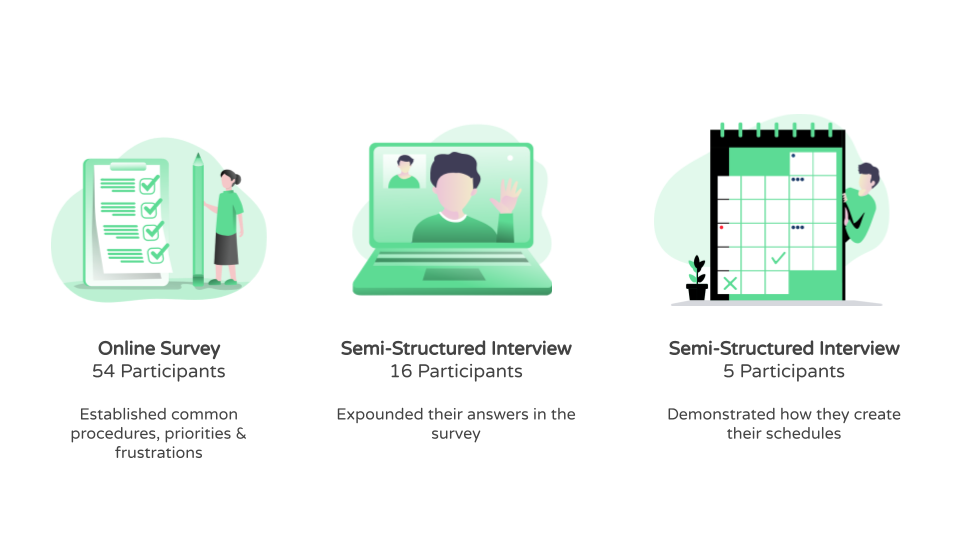 Online Survey
54 Participants
Established common
procedures, priorities &
frustrations
Semi-Structured Interview
16 Participants
Expounded their answers in the
survey
Semi-Structured Interview
5 Participants
Demonstrated how they create
their schedules